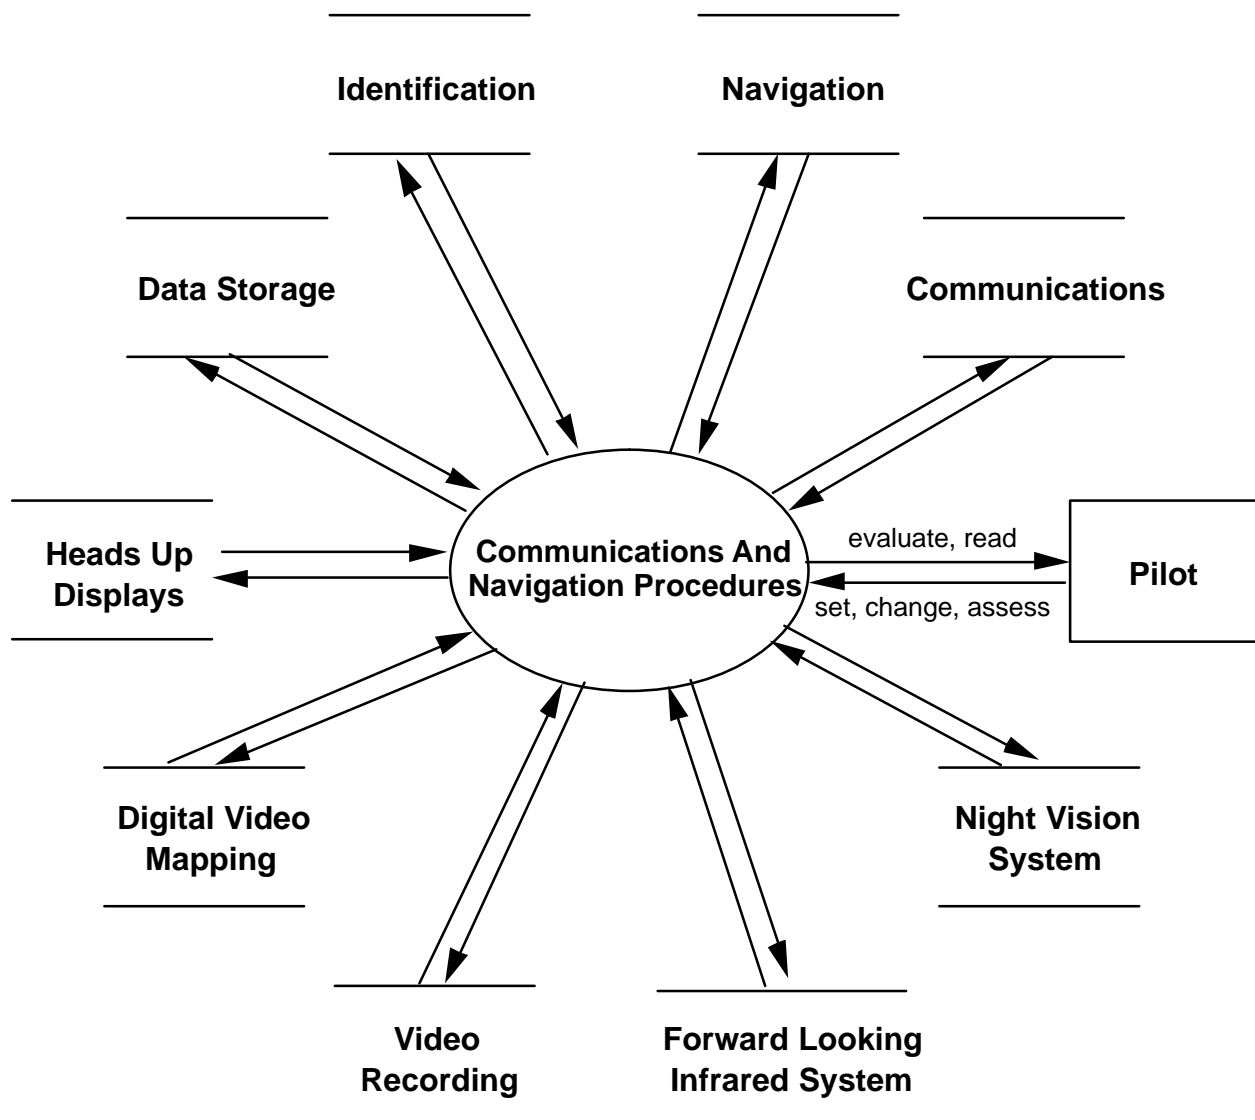 Identification
Navigation
Data Storage
Communications
Heads Up
Displays
Communications And
Navigation Procedures
evaluate, read
set, change, assess
Pilot
Digital Video
Mapping
Night Vision
System
Video
Recording
Forward Looking
Infrared System